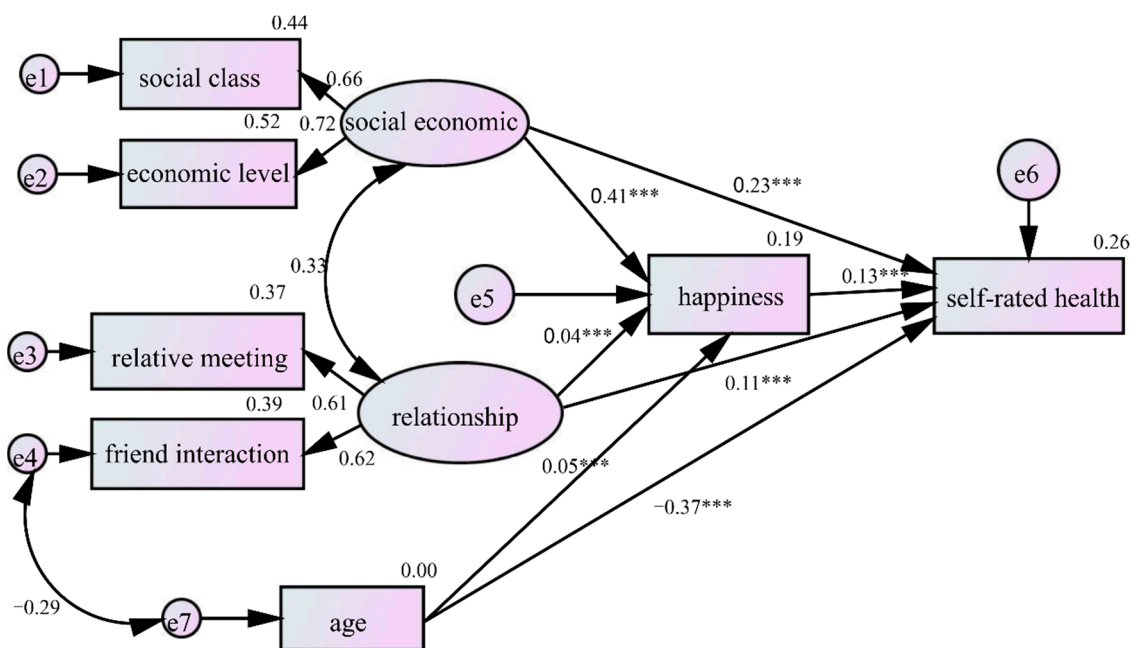 0.44
e1
social class
0.66
social economic
0.52
0.72
e2
economic level
e6
0.41***
0.23***
0.19
0.26
0.33
e5
happiness
0.13***
self-rated health
0.37
e3
relative meeting
0.04***
0.39
0.61
relationship
0.11***
e4
friend interaction
0.62
0.05***
−0.37***
0.00
−0.29
e7
age